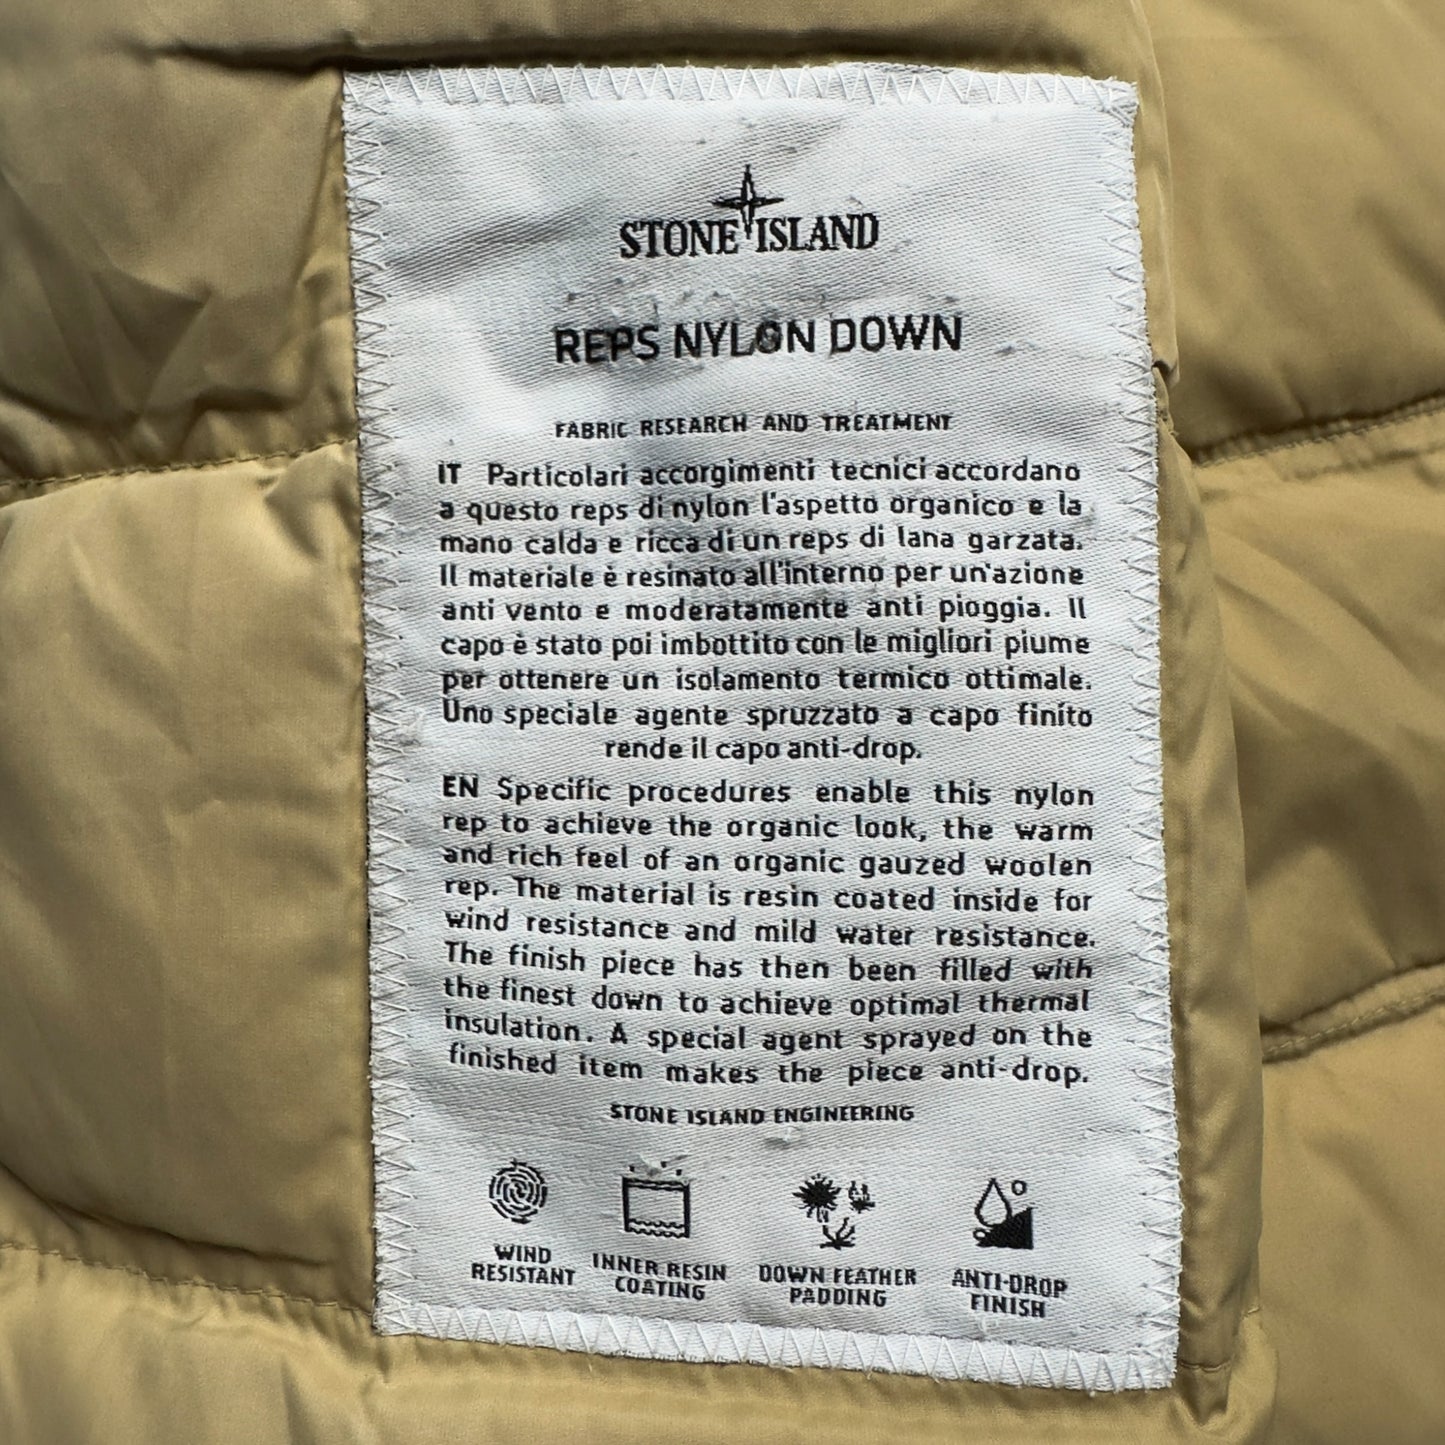 STONE ISLAND
REPS NYLON DOWN
FABRIC RESEARCH AND TREATMENT
IT Particolari accorgimenti tecnici accordano
a questo reps di nylon l'aspetto organico e la
mano calda e ricca di un reps di lana garzata.
Il materiale è resinato all'interno per un'azione
anti vento e moderatamente anti pioggia. Il
capo è stato poi imbottito con le migliori piume
per ottenere un isolamento termico ottimale.
Uno speciale agente spruzzato a capo finito
rende il capo anti-drop.
EN Specific procedures enable this nylon
rep to achieve the organic look, the warm
and rich feel of an organic gauzed woolen
rep. The material is resin coated inside for
wind resistance and mild water resistance.
The finish piece has then been filled with
the finest down to achieve optimal thermal
insulation. A special agent sprayed on the
finished item makes the piece anti-drop.
STONE ISLAND ENGINEERING
WIND
RESISTANT
INNER RESIN
COATING
DOWN FEATHER
PADDING
ANTI-DROP
FINISH